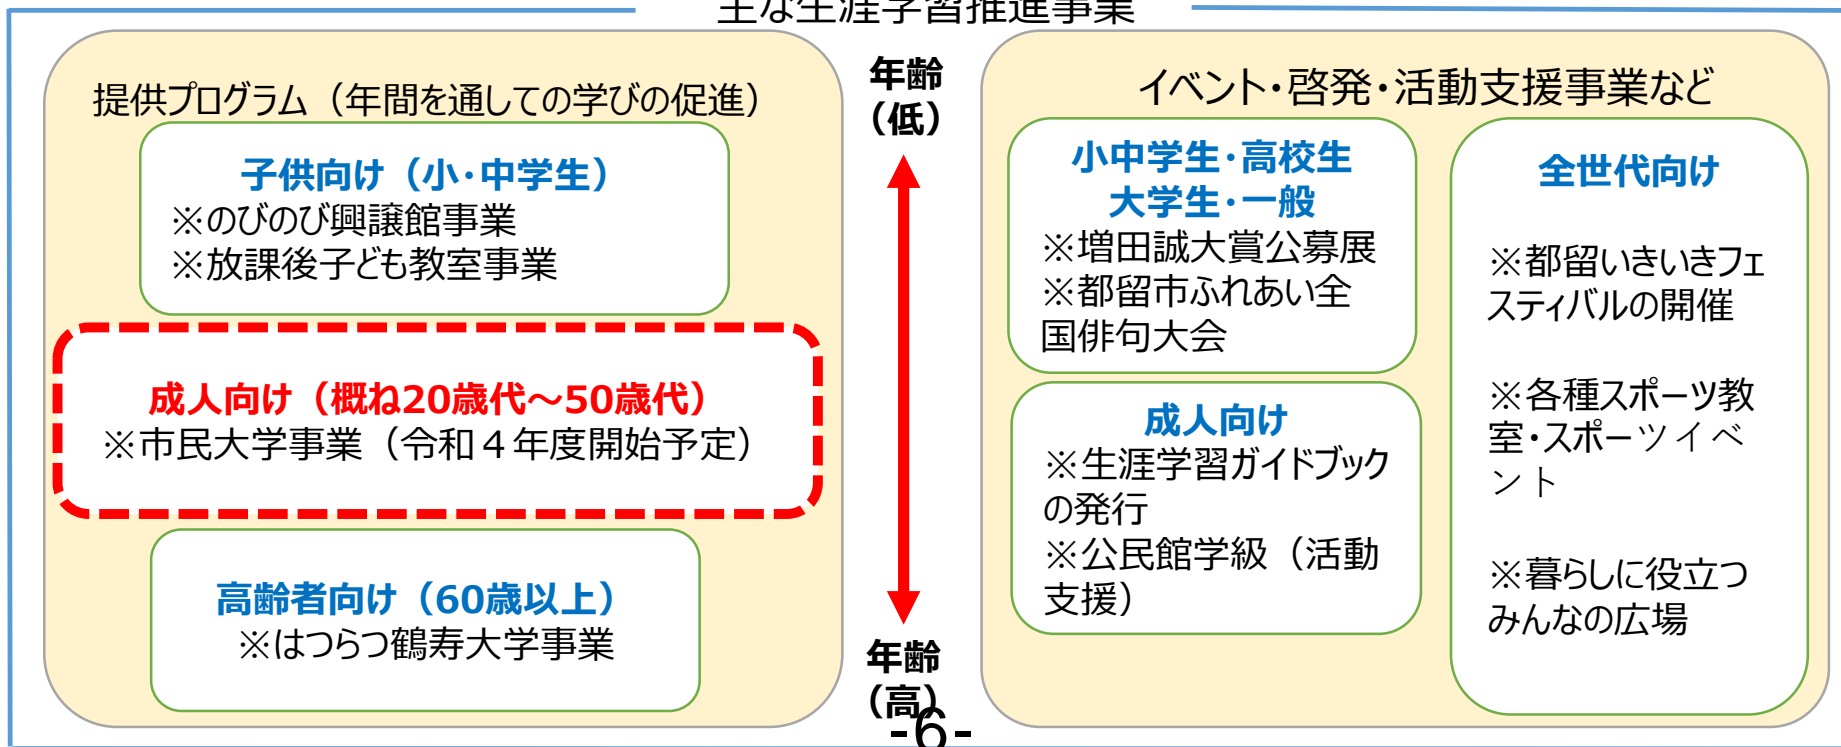 主な生涯学習推進事業
提供プログラム（年間を通しての学びの促進）
子供向け（小・中学生）
※のびのび興譲館事業
※放課後子ども教室事業
成人向け（概ね20歳代～50歳代）
※市民大学事業（令和４年度開始予定）
高齢者向け（60歳以上）
※はつらつ鶴寿大学事業
年齢
（低）
年齢
（高）
イベント・啓発・活動支援事業など
小中学生・高校生
大学生・一般
※増田誠大賞公募展
※都留市ふれあい全
国俳句大会
成人向け
※生涯学習ガイドブック
の発行
※公民館学級（活動
支援）
全世代向け
※都留いきいきフェ
スティバルの開催
※各種スポーツ教
室・スポーツイベ
ント
※暮らしに役立つ
みんなの広場
-6-